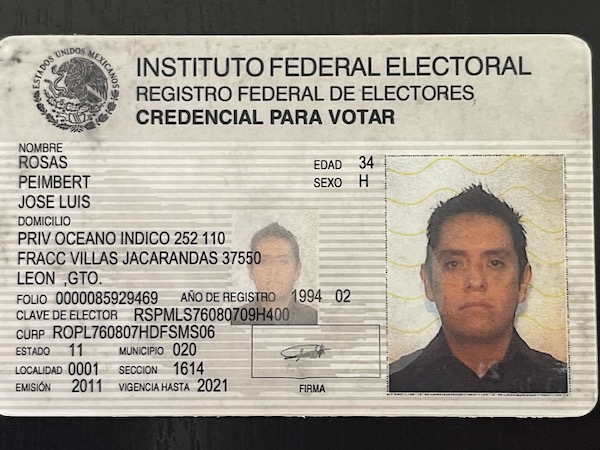 ESTADOS UNIDOS MEXICANOS
INSTITUTO FEDERAL ELECTORAL
REGISTRO FEDERAL DE ELECTORES
CREDENCIAL PARA VOTAR
NOMBRE
ROSAS
PEIMBERT
JOSE LUIS
EDAD 34
SEXO H
DOMICILIO
PRIV OCEANO INDICO 252 110
FRACC VILLAS JACARANDAS 37550
LEON ,GTO.
FOLIO 0000085929469 AÑO DE REGISTRO 1994 02
CLAVE DE ELECTOR RSPMLS76080709H400
CURP ROPL760807HDFSMS06
ESTADO 11 MUNICIPIO 020
LOCALIDAD 0001 SECCION 1614
EMISIÓN 2011 VIGENCIA HASTA 2021
FIRMA